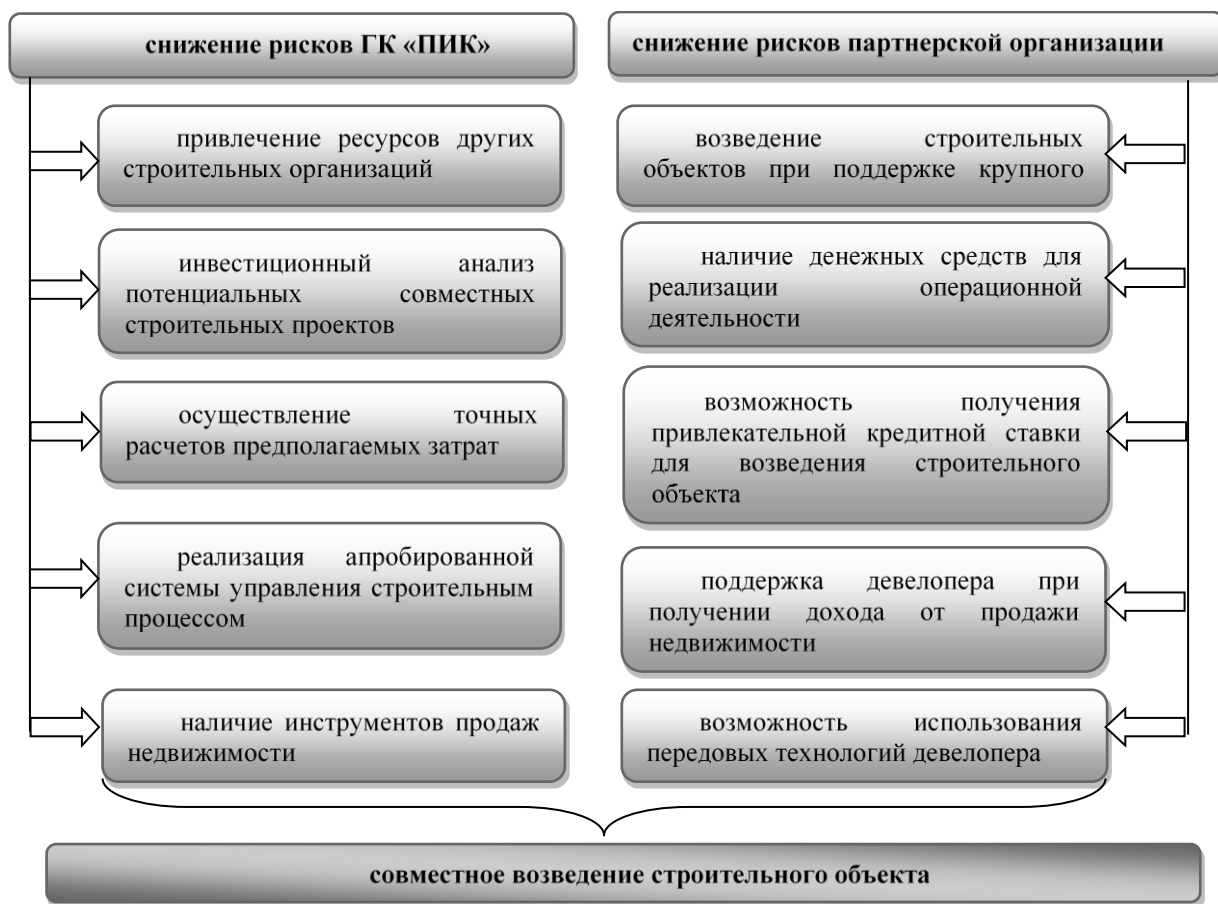 снижение рисков ГК «ПИК»
привлечение ресурсов других
строительных организаций
инвестиционный анализ
потенциальных совместных
строительных проектов
осуществление точных
расчетов предполагаемых затрат
реализация апробированной
системы управления строительным
процессом
наличие инструментов продаж
недвижимости
снижение рисков партнерской организации
возведение строительных
объектов при поддержке крупного
наличие денежных средств для
реализации операционной
деятельности
возможность получения
привлекательной кредитной ставки
для возведения строительного
объекта
поддержка девелопера при
получении дохода от продажи
недвижимости
возможность использования
передовых технологий девелопера
совместное возведение строительного объекта